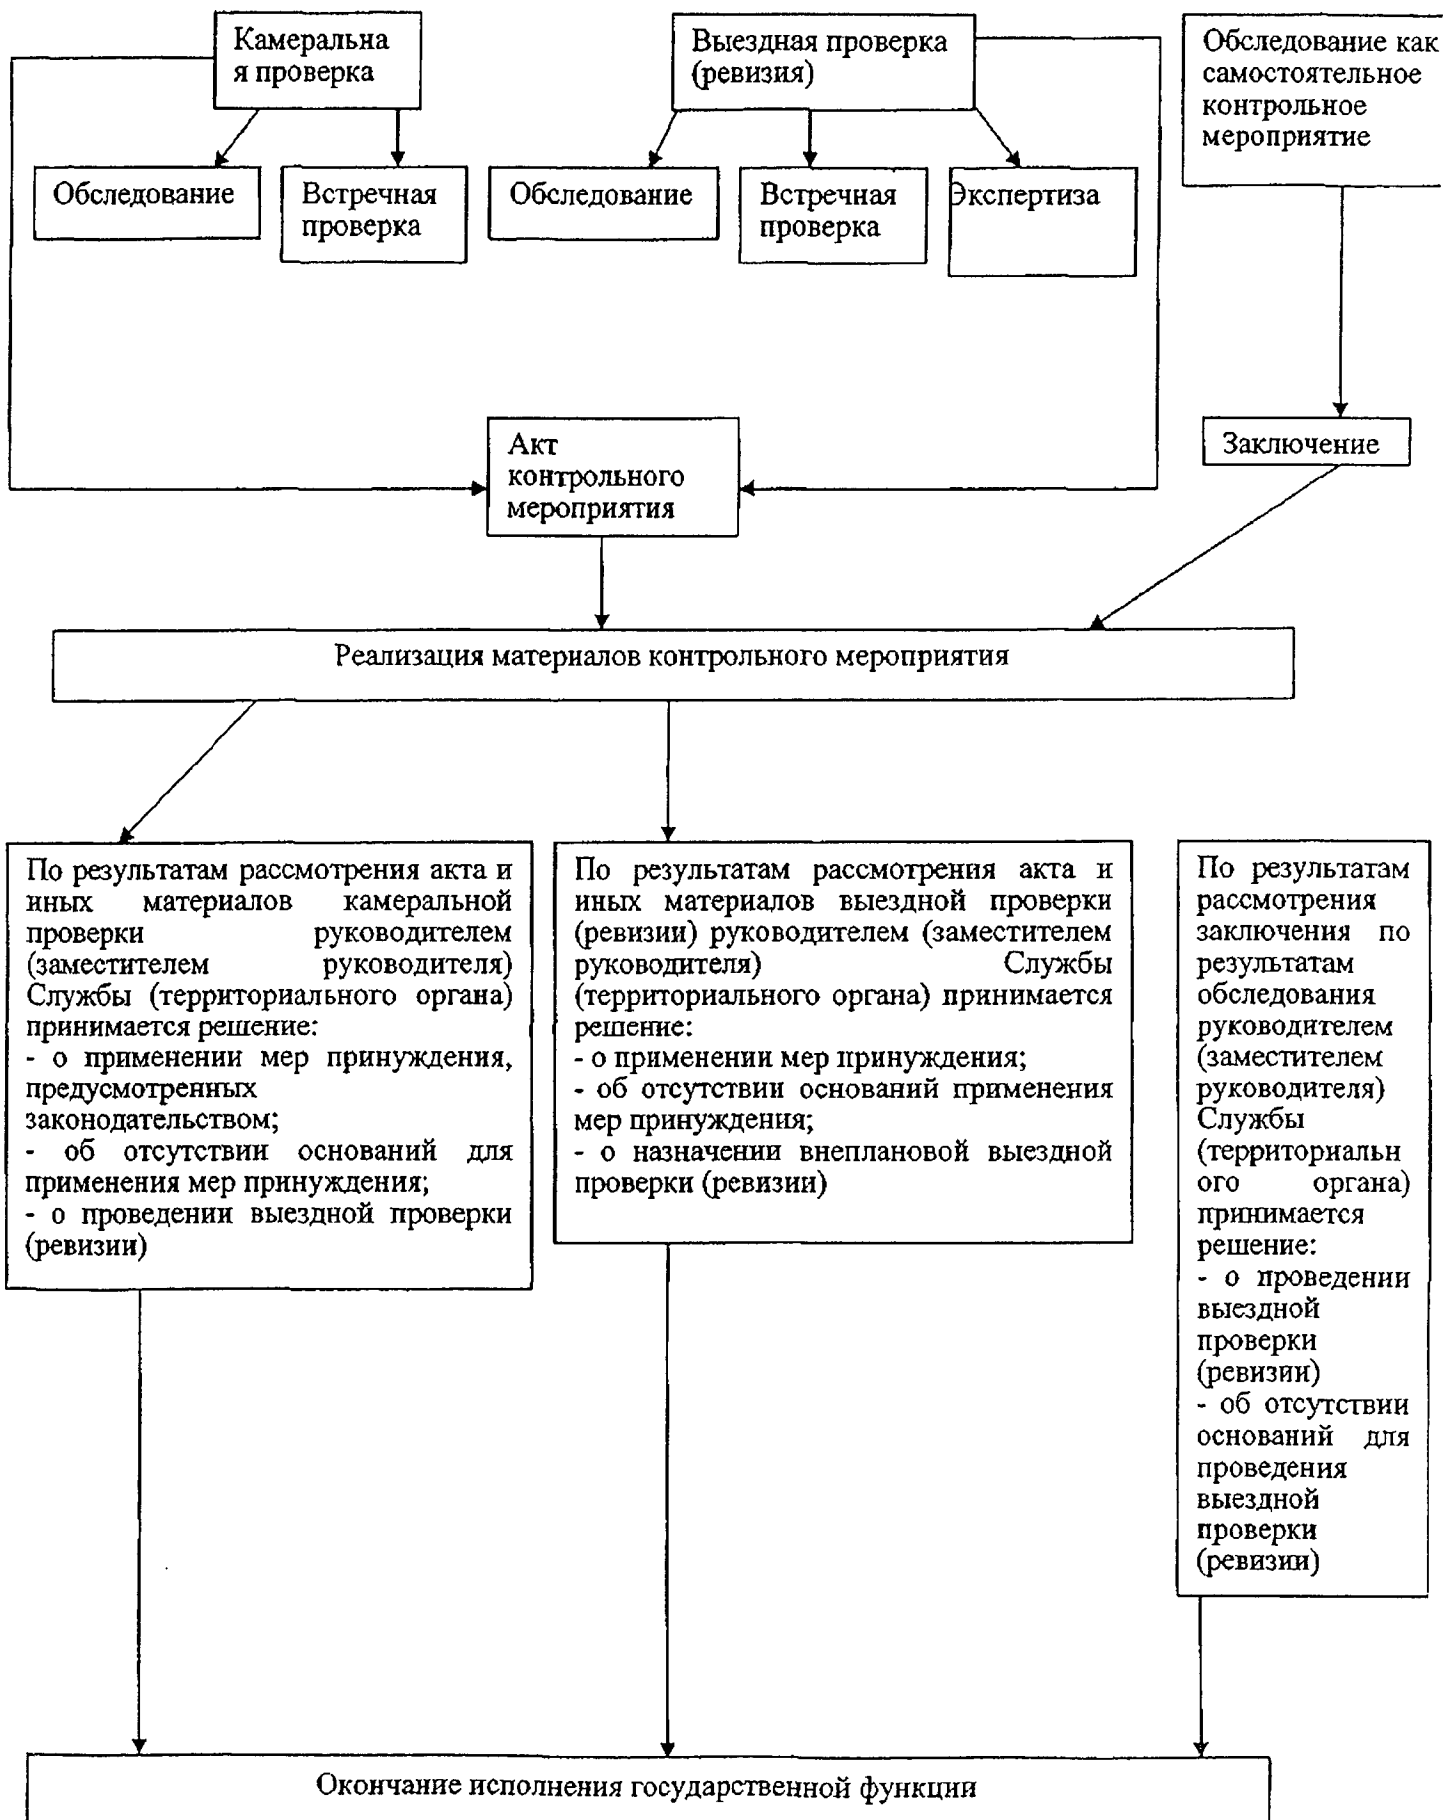 Камеральна
я проверка
Выездная проверка
(ревизия)
Обследование как
самостоятельное
контрольное
мероприятие
Обследование
Встречная
проверка
Обследование
Встречная
проверка
Экспертиза
Акт
контрольного
мероприятия
Заключение
Реализация материалов контрольного мероприятия
По результатам рассмотрения акта и
иных материалов камеральной
проверки руководителем
(заместителем руководителя)
Службы (территориального органа)
принимается решение:
- о применении мер принуждения,
предусмотренных
законодательством;
- об отсутствии оснований для
применения мер принуждения;
- о проведении выездной проверки
(ревизии)
По результатам рассмотрения акта и
иных материалов выездной проверки
(ревизии) руководителем (заместителем
руководителя) Службы
(территориального органа) принимается
решение:
- о применении мер принуждения;
- об отсутствии оснований применения
мер принуждения;
- о назначении внеплановой выездной
проверки (ревизии)
По результатам
рассмотрения
заключения по
результатам
обследования
руководителем
(заместителем
руководителя)
Службы
(территориальн
ого органа)
принимается
решение:
- о проведении
выездной
проверки
(ревизии)
- об отсутствии
оснований для
проведения
выездной
проверки
(ревизии)
Окончание исполнения государственной функции